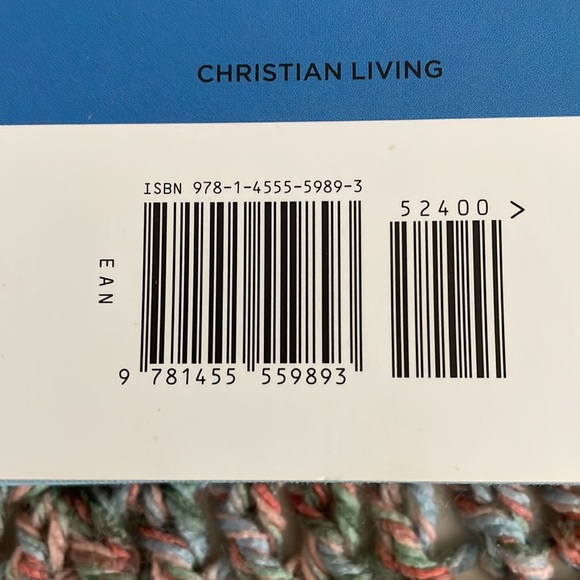 CHRISTIAN LIVING
ISBN 978-1-4555-5989-3
52400 >
EAN
9 781455 559893